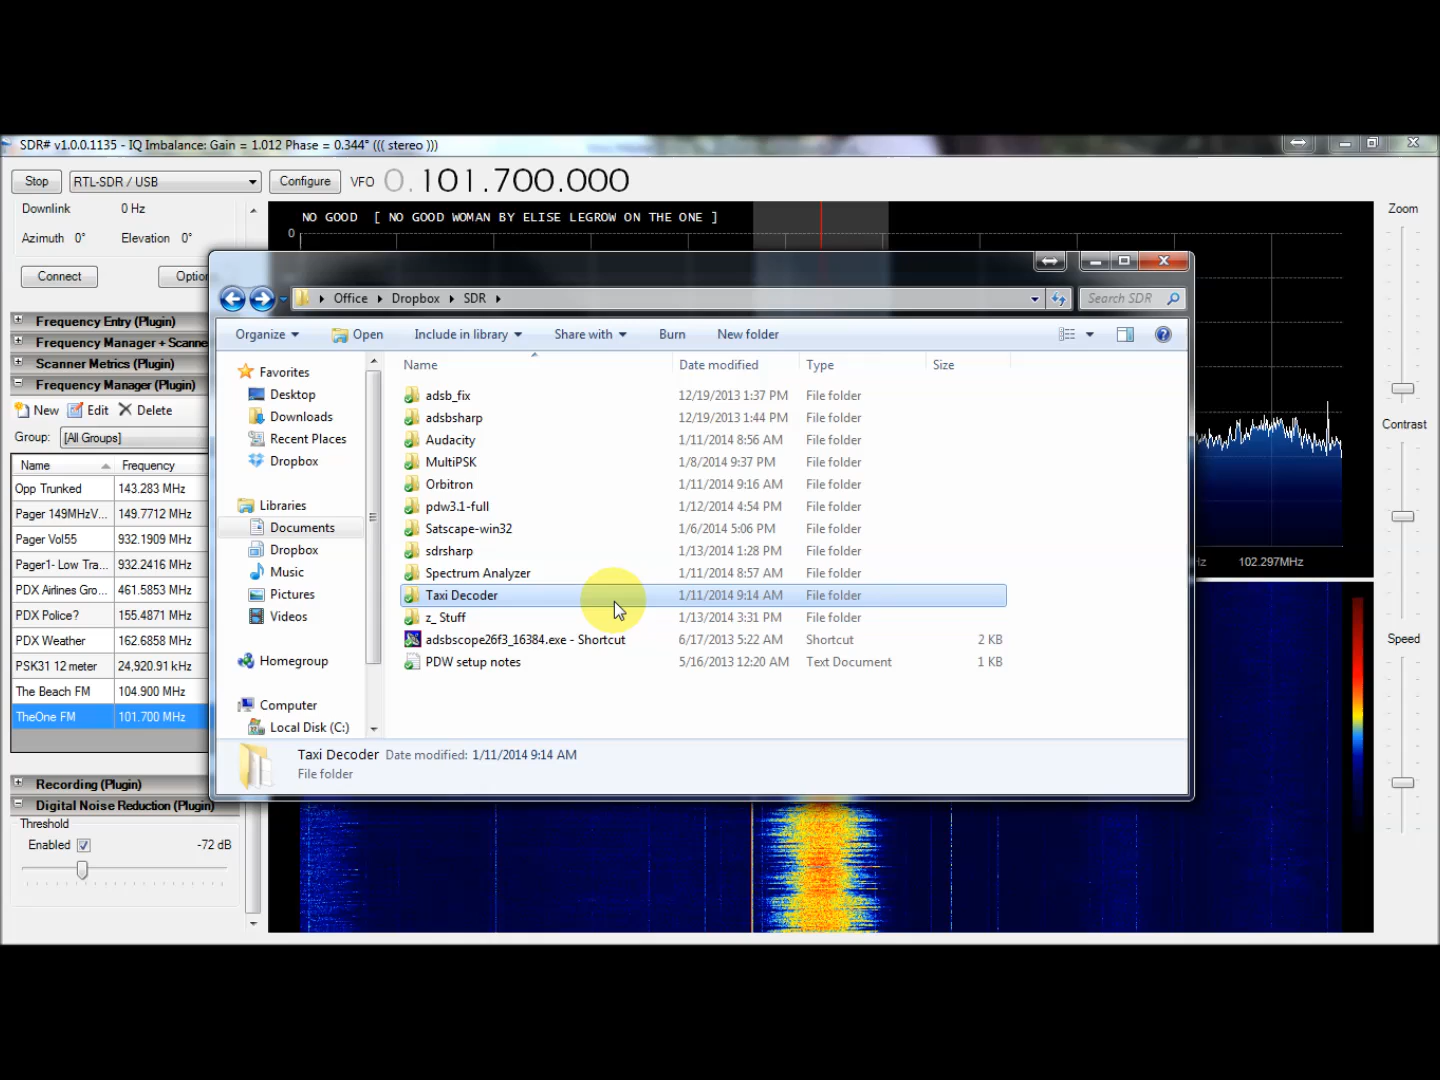 SDR# v1.0.0.1135 - IQ Imbalance: Gain = 1.012 Phase = 0.344° ((( stereo )))
Stop RTL-SDR / USB Configure VFO 0.101.700.000
Downlink 0 Hz
Azimuth 0° Elevation 0°
Connect Optio
NO GOOD [ NO GOOD WOMAN BY ELISE LEGROW ON THE ONE ]
0
Zoom
Contrast
Speed
Frequency Entry (Plugin)
Frequency Manager + Scanne
Scanner Metrics (Plugin)
Frequency Manager (Plugin)
New Edit Delete
Group: [All Groups]
Name Frequency
Opp Trunked 143.283 MHz
Pager 149MHzV... 149.7712 MHz
Pager Vol55 932.1909 MHz
Pager1- Low Tra... 932.2416 MHz
PDX Airlines Gro... 461.5853 MHz
PDX Police? 155.4871 MHz
PDX Weather 162.6858 MHz
PSK31 12 meter 24,920.91 kHz
The Beach FM 104.900 MHz
TheOne FM 101.700 MHz
Recording (Plugin)
Digital Noise Reduction (Plugin)
Threshold
Enabled -72 dB
102.297MHz
Office Dropbox SDR
Search SDR
Organize Open Include in library Share with Burn New folder
Favorites
Desktop
Downloads
Recent Places
Dropbox
Libraries
Documents
Dropbox
Music
Pictures
Videos
Homegroup
Computer
Local Disk (C:)
Name Date modified Type Size
adsb_fix 12/19/2013 1:37 PM File folder
adsbsharp 12/19/2013 1:44 PM File folder
Audacity 1/11/2014 8:56 AM File folder
MultiPSK 1/8/2014 9:37 PM File folder
Orbitron 1/11/2014 9:16 AM File folder
pdw3.1-full 1/12/2014 4:54 PM File folder
Satscape-win32 1/6/2014 5:06 PM File folder
sdrsharp 1/13/2014 1:28 PM File folder
Spectrum Analyzer 1/11/2014 8:57 AM File folder
Taxi Decoder 1/11/2014 9:14 AM File folder
z_ Stuff 1/13/2014 3:31 PM File folder
adsbscope26f3_16384.exe - Shortcut 6/17/2013 5:22 AM Shortcut 2 KB
PDW setup notes 5/16/2013 12:20 AM Text Document 1 KB
Taxi Decoder Date modified: 1/11/2014 9:14 AM
File folder